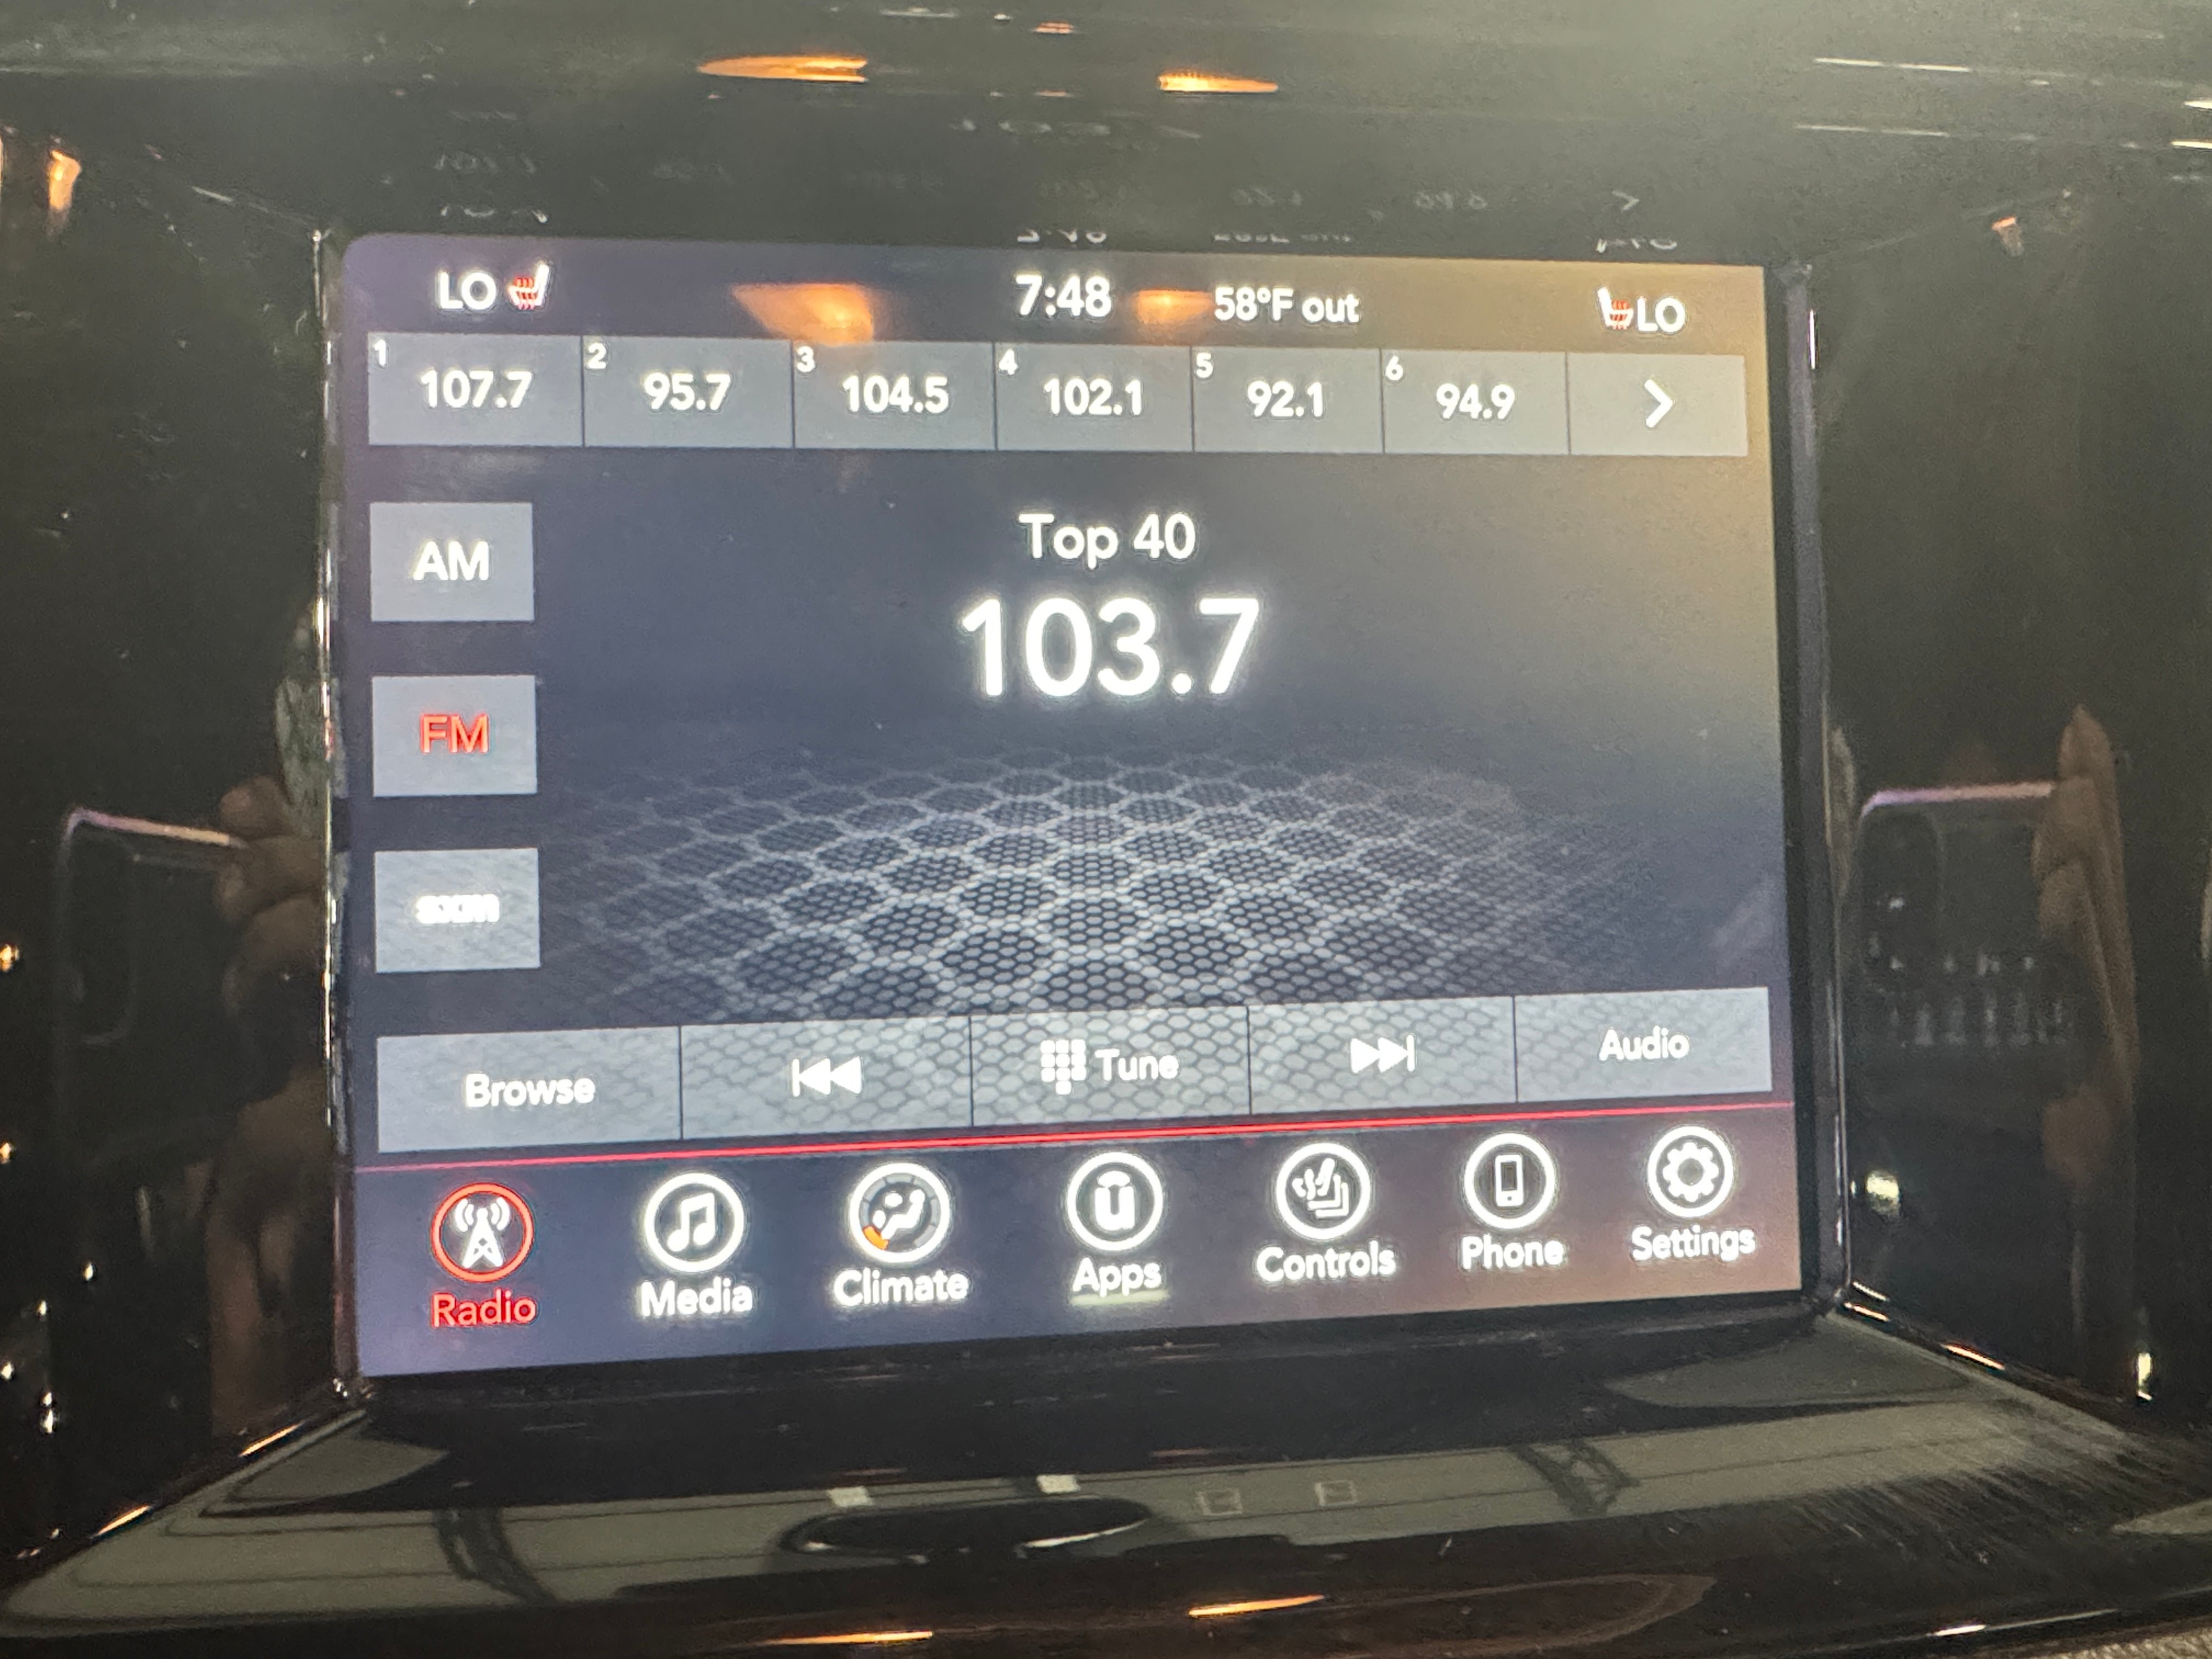 LO 7:48 58°F out LO
1 107.7 2 95.7 3 104.5 4 102.1 5 92.1 6 94.9
Top 40
AM
103.7
FM
Browse Tune Audio
Radio Media Climate Apps Controls Phone Settings